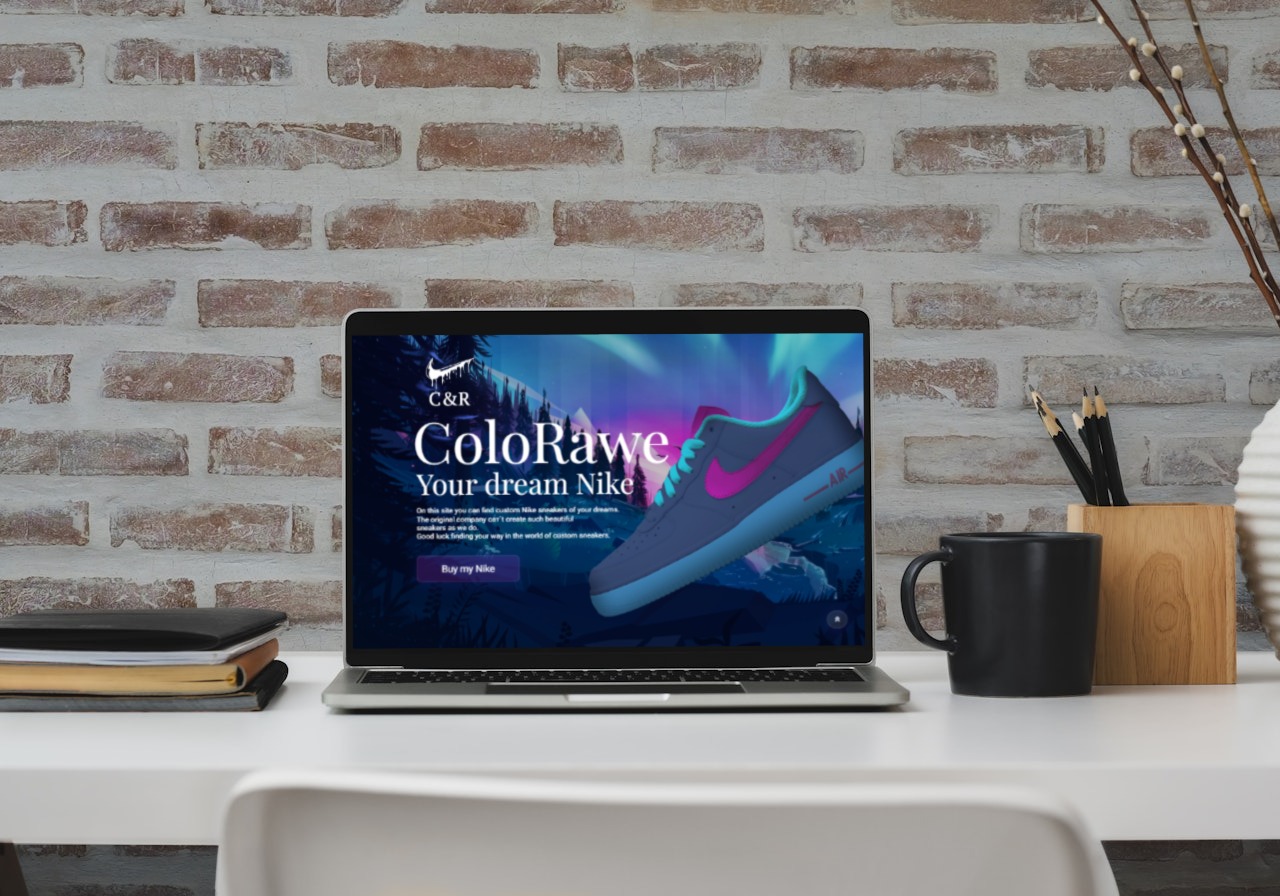 C&R
ColoRawe
Your dream Nike
On this site you can find custom Nike sneakers of your dreams.
The original company can't create such beautiful
sneakers as we do.
Good luck finding your way in the world of custom sneakers.
Buy my Nike
AIR